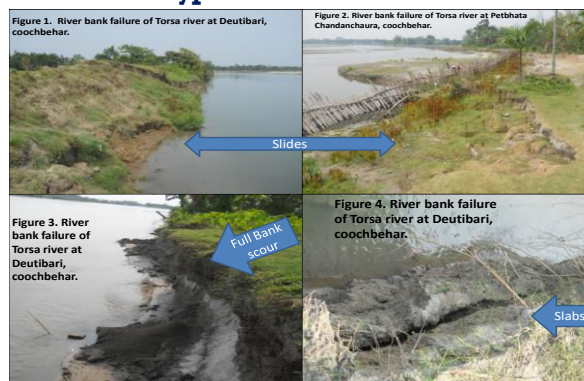 Figure 1. River bank failure of Torsa river at Deutibari,
coochbehar.
Figure 2. River bank failure of Torsa river at Petbhata
Chandanchaura, coochbehar.
Slides
Figure 3. River
bank failure of
Torsa river at
Deutibari,
coochbehar.
Full Bank
scour
Figure 4. River bank failure
of Torsa river at Deutibari,
coochbehar.
Slabs